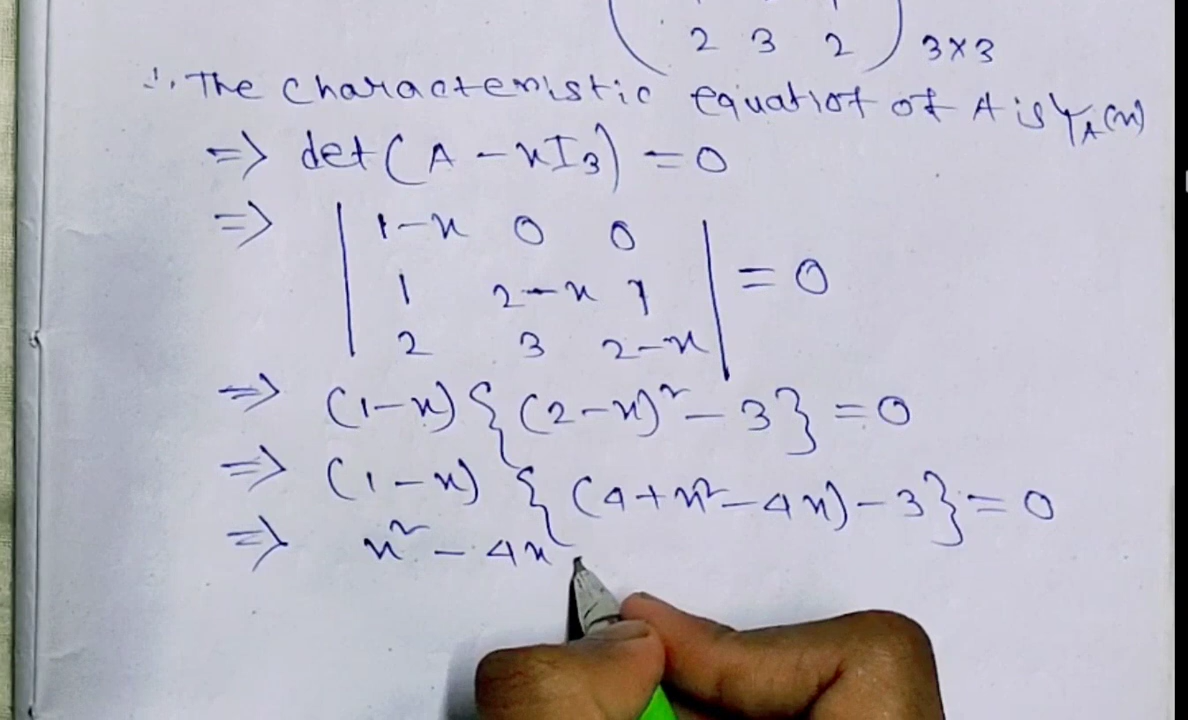 2 3 2 3×3
∴ The characteristic equatiot of A is ψA(x)
=> det(A - xI3) = 0
=> | 1-x 0 0 |
| 1 2-x 1 | = 0
| 2 3 2-x |
=> (1-x) {(2-x)² - 3} = 0
=> (1-x) {(4+x²-4x)-3} = 0
=> x² - 4x